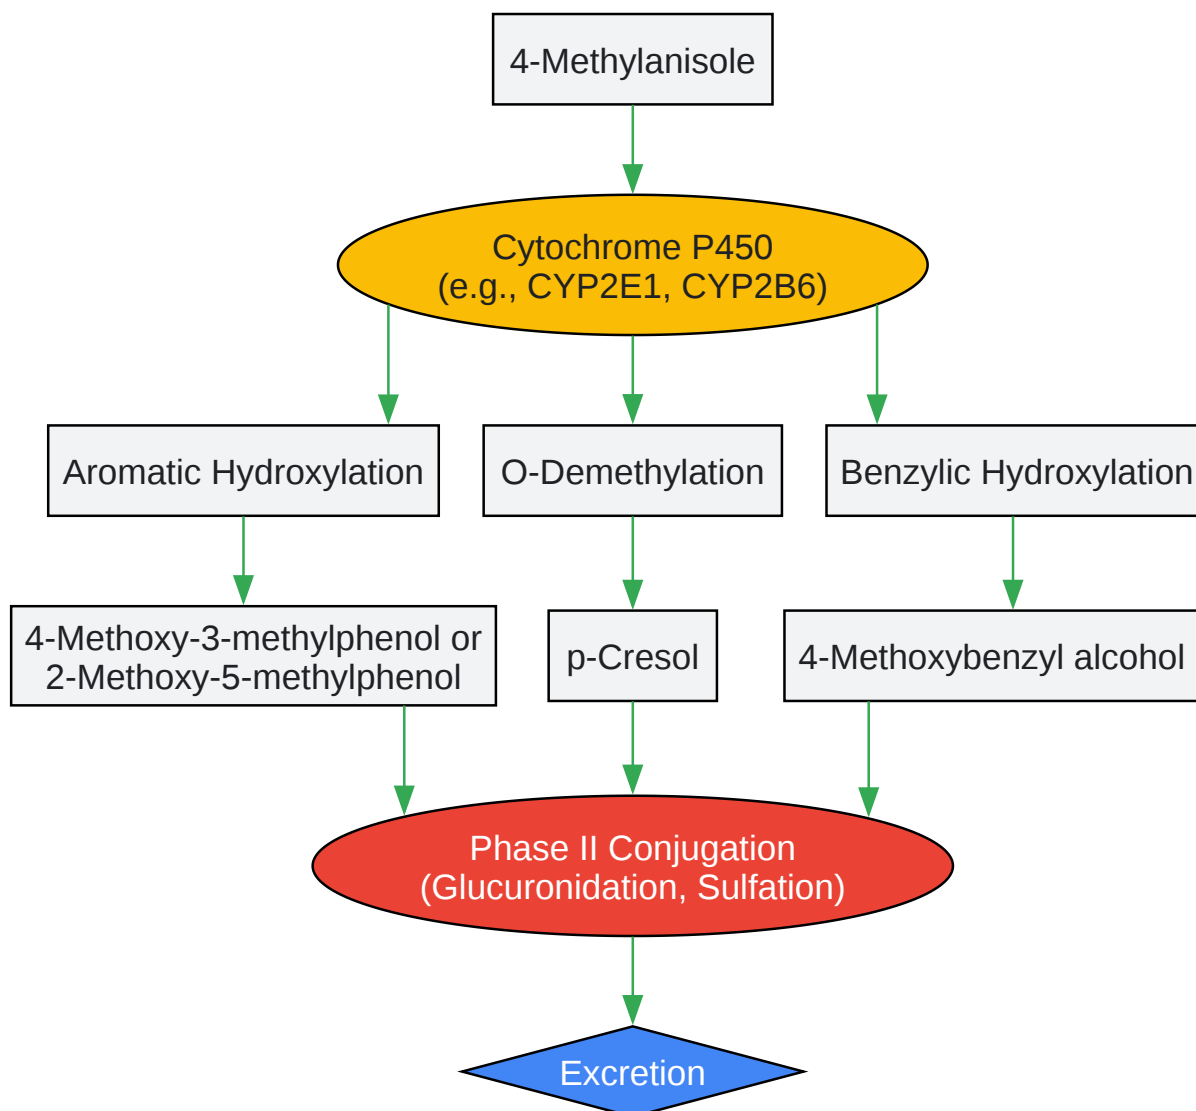 4-Methylanisole
Cytochrome P450
(e.g., CYP2E1, CYP2B6)
Aromatic Hydroxylation
O-Demethylation
Benzylic Hydroxylation
4-Methoxy-3-methylphenol or
2-Methoxy-5-methylphenol
p-Cresol
4-Methoxybenzyl alcohol
Phase II Conjugation
(Glucuronidation, Sulfation)
Excretion